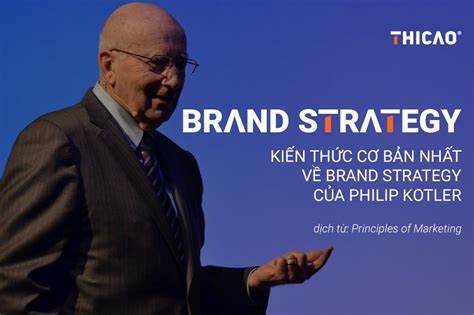 THICAO®
BRAND STRATEGY
KIẾN THỨC CƠ BẢN NHẤT
VỀ BRAND STRATEGY
CỦA PHILIP KOTLER
dịch từ: Principles of Marketing